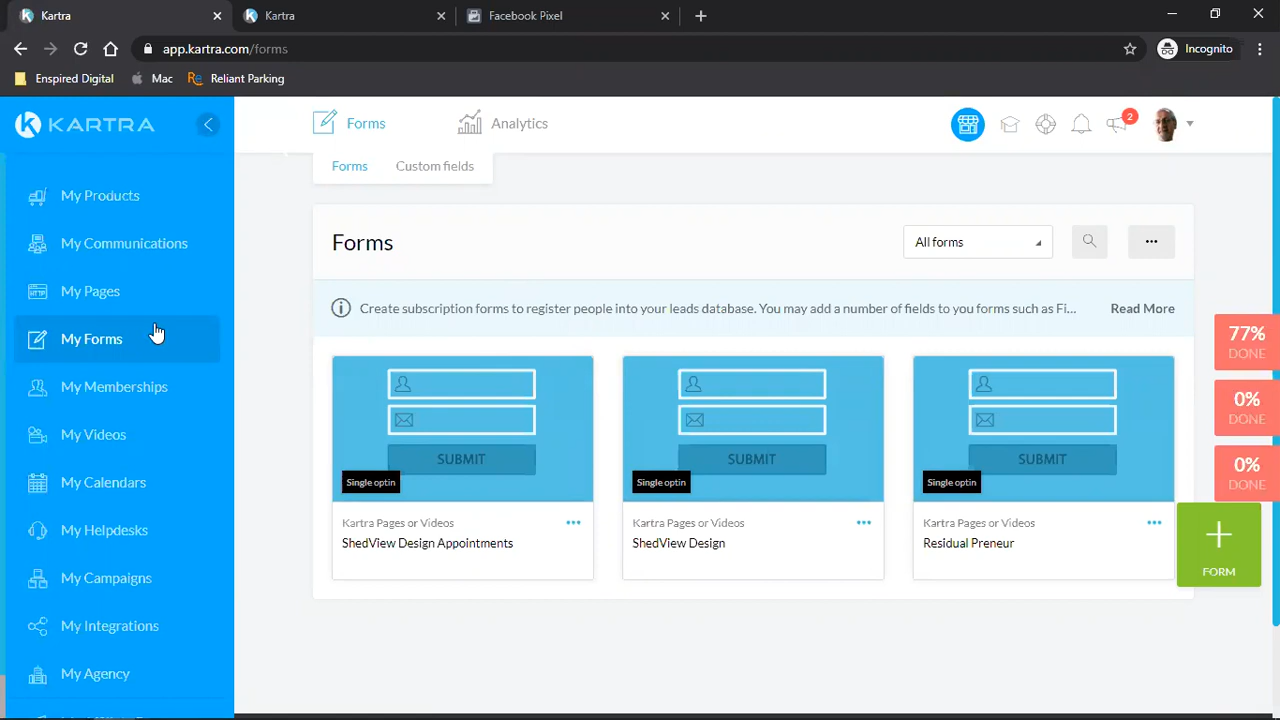 Kartra
Kartra
Facebook Pixel
app.kartra.com/forms
Incognito
Enspired Digital
Mac
Reliant Parking
KARTRA
Forms
Analytics
2
Forms
Custom fields
My Products
My Communications
My Pages
My Forms
My Memberships
My Videos
My Calendars
My Helpdesks
My Campaigns
My Integrations
My Agency
Forms
All forms
Create subscription forms to register people into your leads database. You may add a number of fields to you forms such as Fi...
Read More
SUBMIT
Single optin
Kartra Pages or Videos
ShedView Design Appointments
SUBMIT
Single optin
Kartra Pages or Videos
ShedView Design
SUBMIT
Single optin
Kartra Pages or Videos
Residual Preneur
77%
DONE
0%
DONE
0%
DONE
FORM